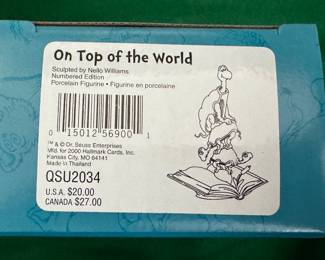 On Top of the World
Sculpted by Nello Williams
Numbered Edition
Porcelain Figurine • Figurine en porcelaine
0 15012 56900 1
™ & © Dr. Seuss Enterprises
Mfd. for 2000 Hallmark Cards, Inc.
Kansas City, MO 64141
Made in Thailand
QSU2034
U.S.A. $20.00
CANADA $27.00